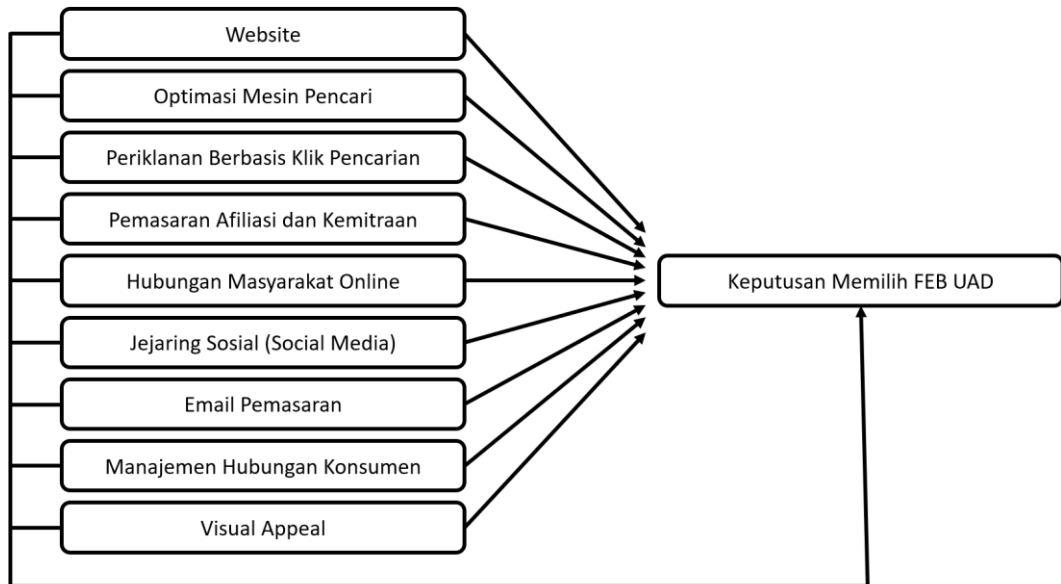 Website
Optimasi Mesin Pencari
Periklanan Berbasis Klik Pencarian
Pemasaran Afiliasi dan Kemitraan
Hubungan Masyarakat Online
Keputusan Memilih FEB UAD
Jejaring Sosial (Social Media)
Email Pemasaran
Manajemen Hubungan Konsumen
Visual Appeal